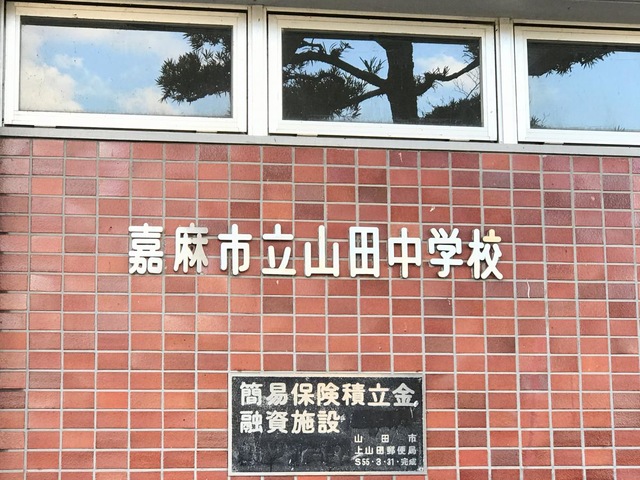 嘉麻市立山田中学校
簡易保険積立金
融資施設
山田市
上山田郵便局
S55・3・31・完成